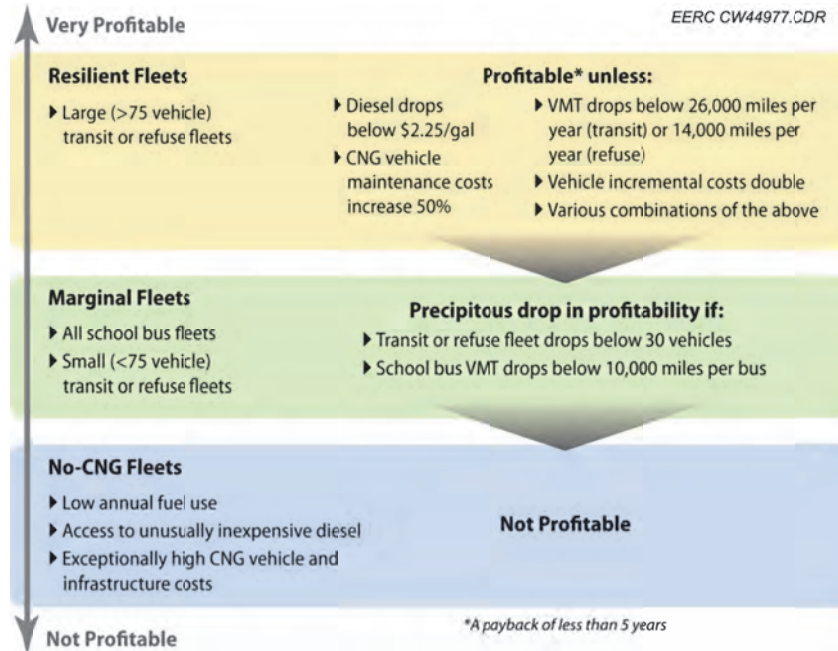 EERC CW44977.CDR
Very Profitable
Resilient Fleets
▶ Large (>75 vehicle)
transit or refuse fleets
Profitable* unless:
▶ Diesel drops
below $2.25/gal
▶ CNG vehicle
maintenance costs
increase 50%
▶ VMT drops below 26,000 miles per
year (transit) or 14,000 miles per
year (refuse)
▶ Vehicle incremental costs double
▶ Various combinations of the above
Marginal Fleets
▶ All school bus fleets
▶ Small (<75 vehicle)
transit or refuse fleets
Precipitous drop in profitability if:
▶ Transit or refuse fleet drops below 30 vehicles
▶ School bus VMT drops below 10,000 miles per bus
No-CNG Fleets
▶ Low annual fuel use
▶ Access to unusually inexpensive diesel
▶ Exceptionally high CNG vehicle and
infrastructure costs
Not Profitable
*A payback of less than 5 years
Not Profitable